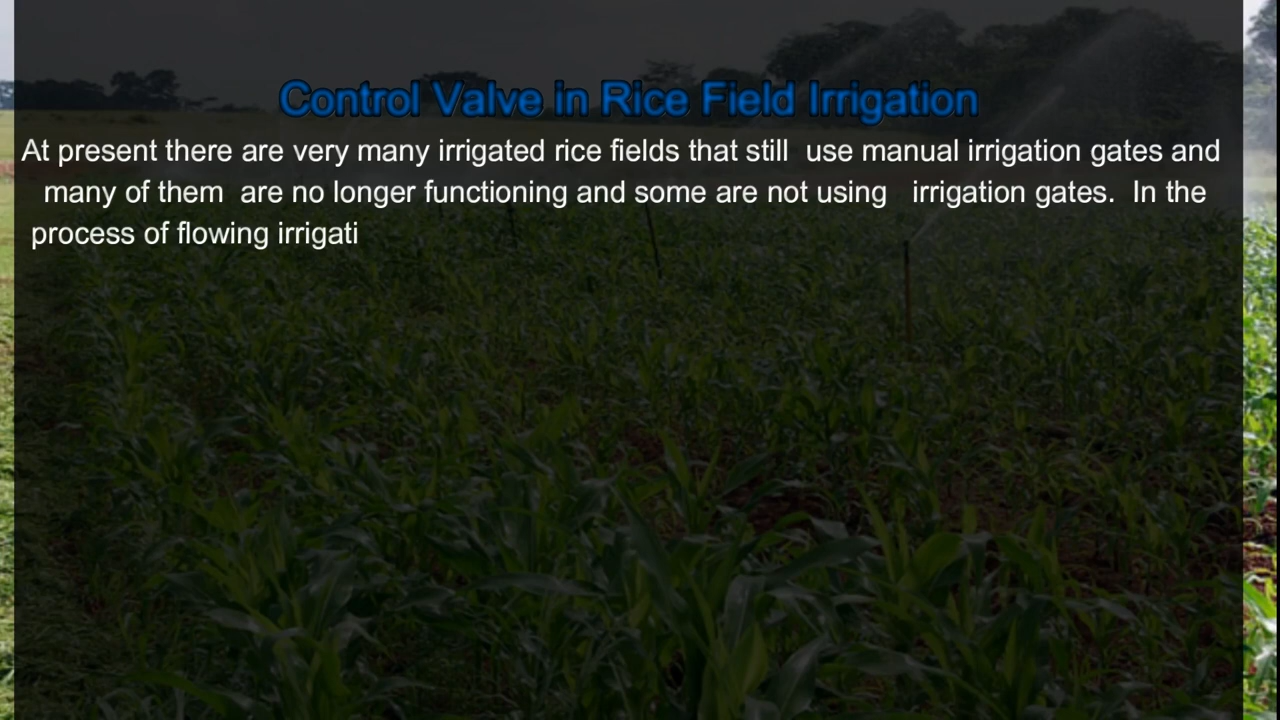 Control Valve in Rice Field Irrigation
At present there are very many irrigated rice fields that still  use manual irrigation gates and
many of them  are no longer functioning and some are not using   irrigation gates.  In the
process of flowing irrigati